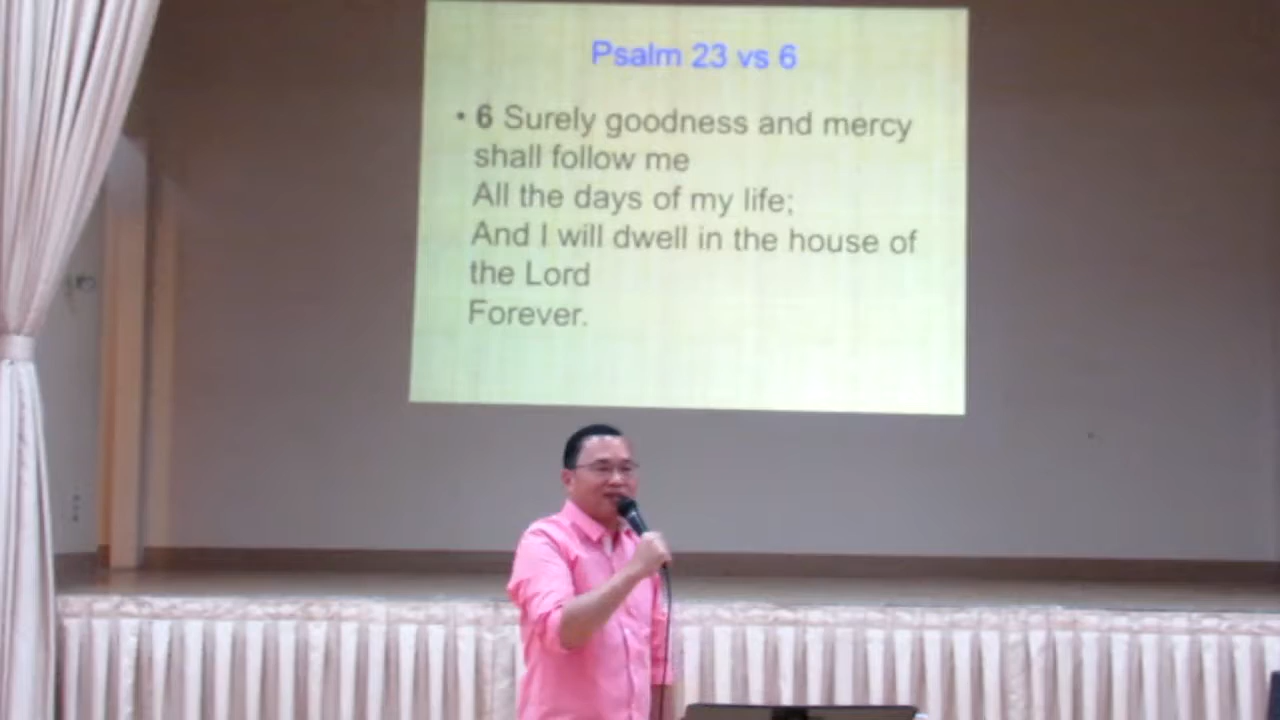 Psalm 23 vs 6
• 6 Surely goodness and mercy
shall follow me
All the days of my life;
And I will dwell in the house of
the Lord
Forever.